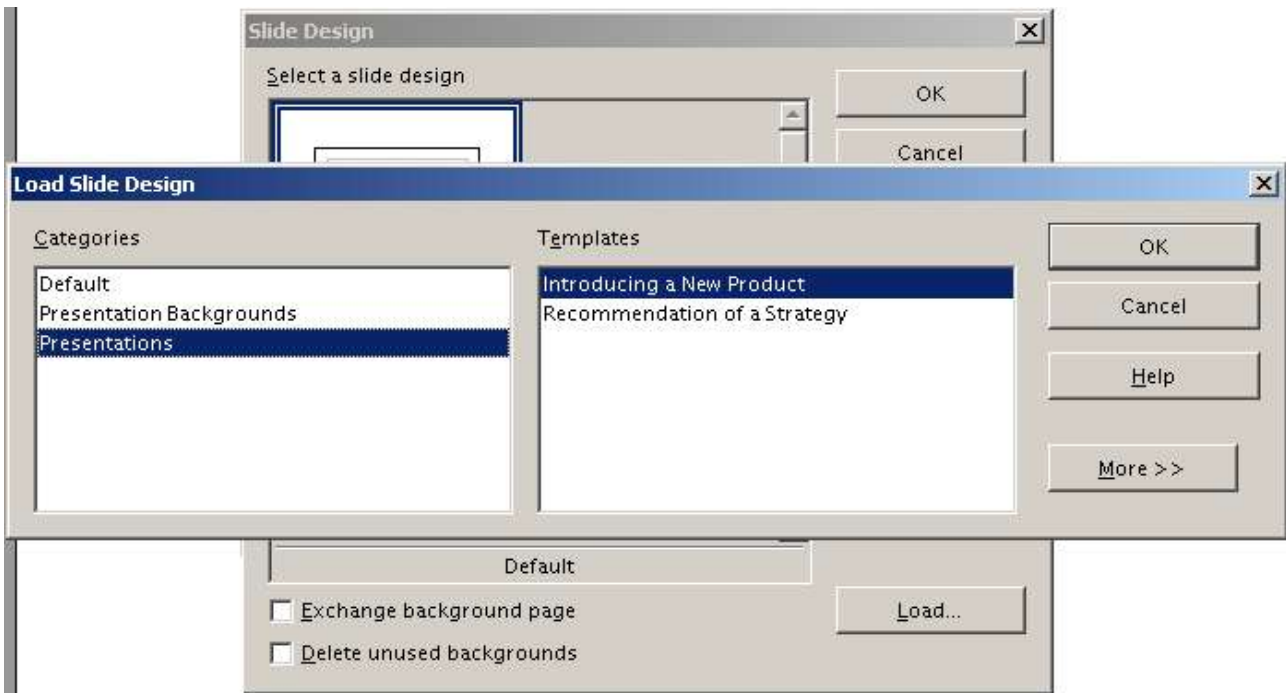 Slide Design
Select a slide design
OK
Cancel
Load Slide Design
Categories
Templates
Default
Presentation Backgrounds
Presentations
Introducing a New Product
Recommendation of a Strategy
OK
Cancel
Help
More >>
Default
Exchange background page
Load...
Delete unused backgrounds